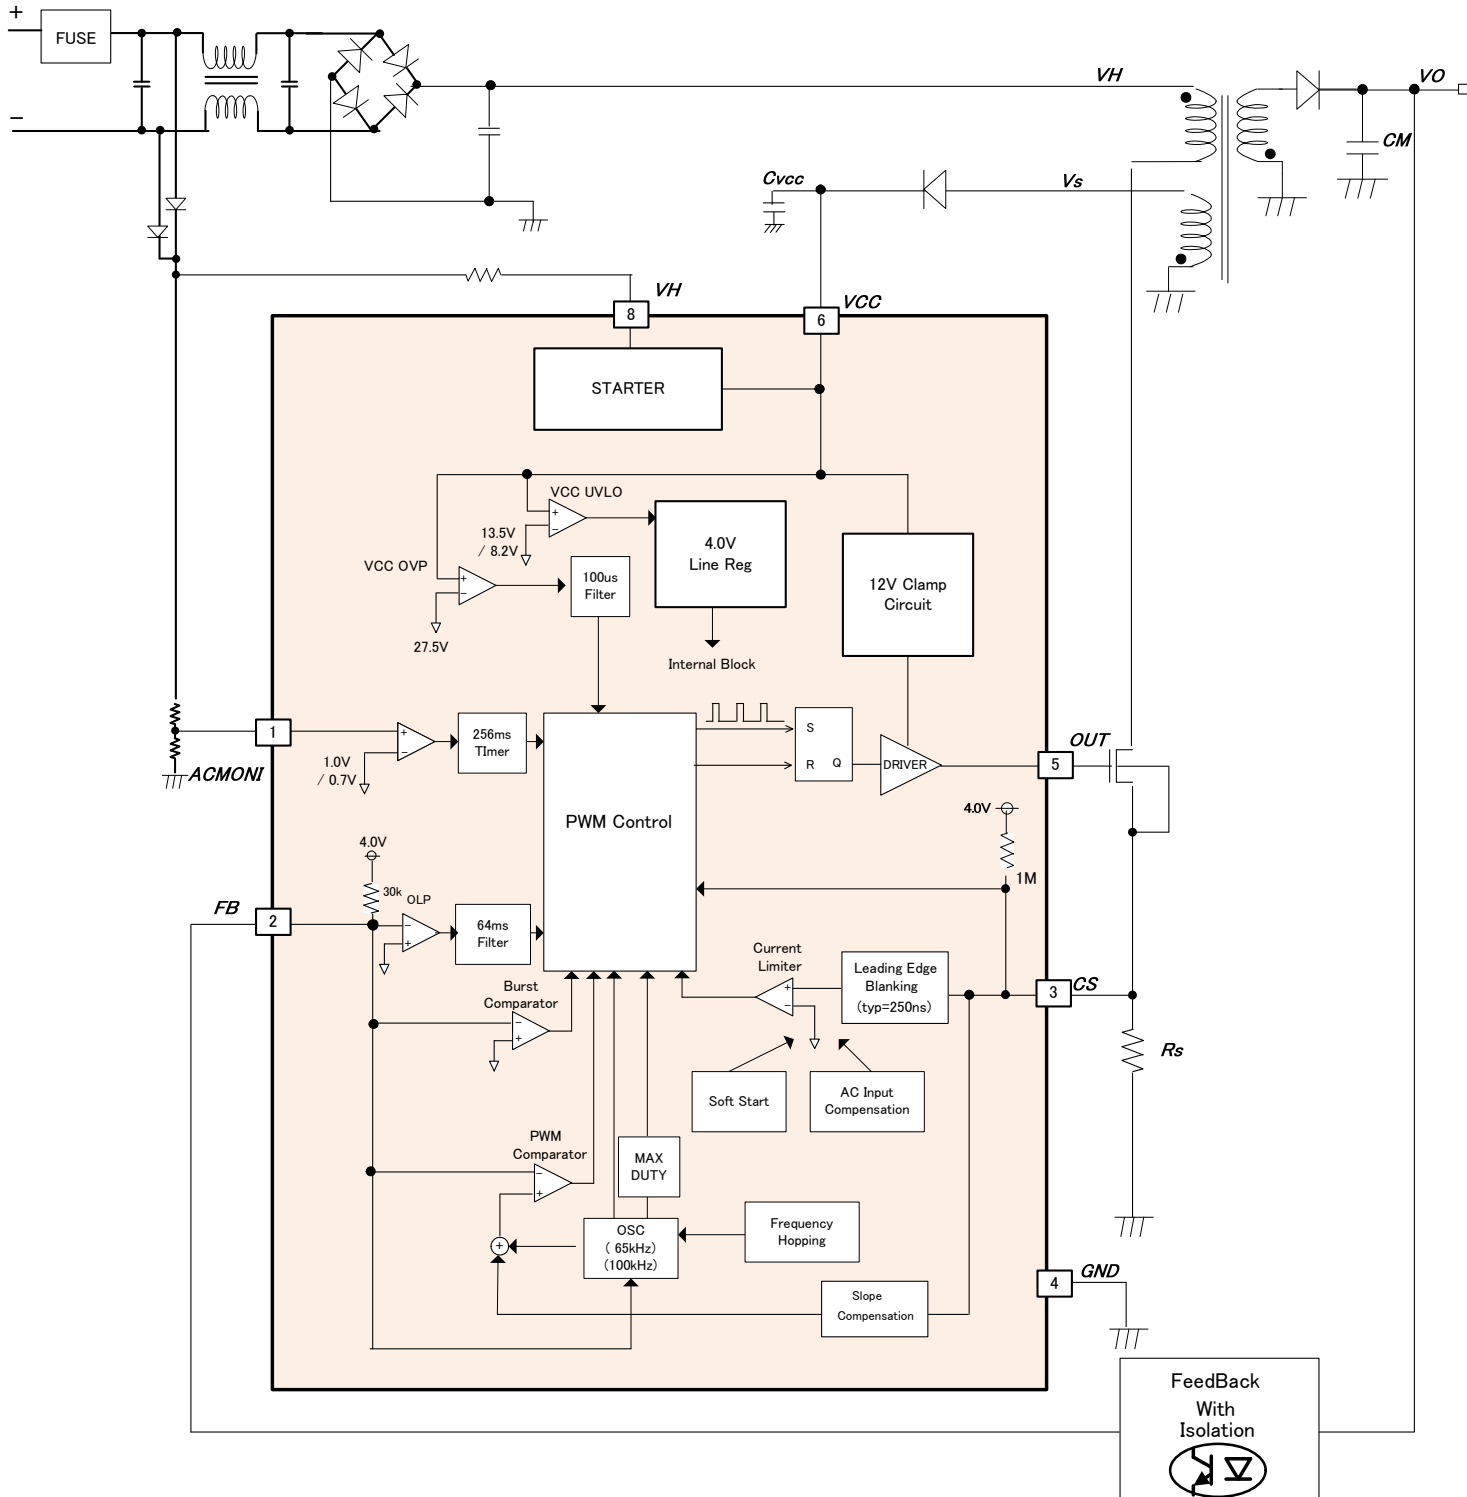 +
FUSE
VH
VO
−
CM
Cvcc
Vs
VH
VCC
8
6
STARTER
VCC UVLO
+
−
13.5V
/ 8.2V
4.0V
Line Reg
VCC OVP
+
−
100us
Filter
12V Clamp
Circuit
27.5V
Internal Block
1
+
−
256ms
TImer
S
R
Q
DRIVER
OUT
5
ACMONI
1.0V
/ 0.7V
PWM Control
4.0V
4.0V
1M
30k
OLP
FB
2
−
+
64ms
Filter
Current
Limiter
Leading Edge
Blanking
(typ=250ns)
+
−
CS
3
Burst
Comparator
−
+
Rs
Soft Start
AC Input
Compensation
PWM
Comparator
−
+
MAX
DUTY
OSC
( 65kHz)
(100kHz)
Frequency
Hopping
+
Slope
Compensation
4
GND
FeedBack
With
Isolation